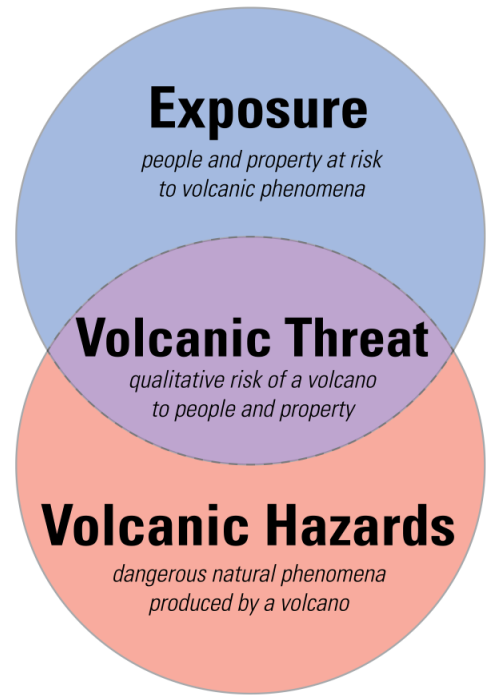 Exposure
people and property at risk
to volcanic phenomena
Volcanic Threat
qualitative risk of a volcano
to people and property
Volcanic Hazards
dangerous natural phenomena
produced by a volcano